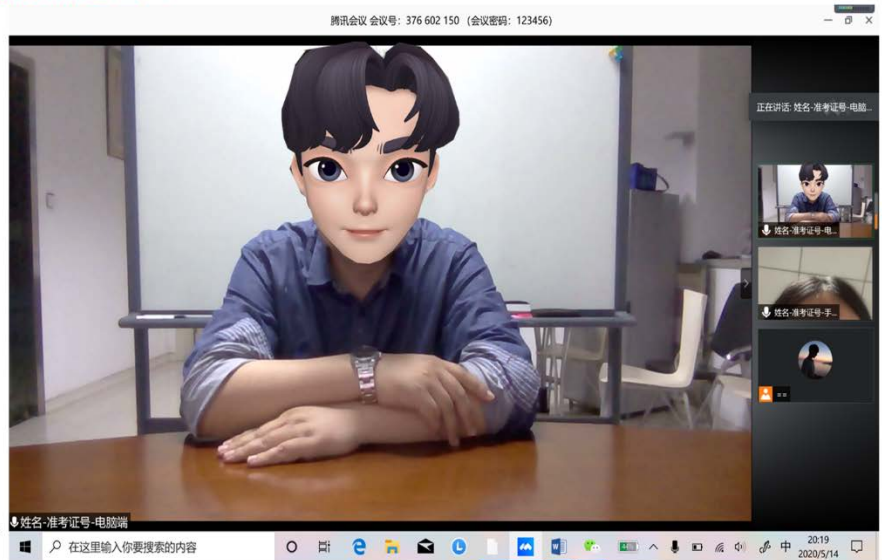 腾讯会议 会议号：376 602 150 （会议密码：123456）
正在讲话: 姓名-准考证号-电脑...
姓名-准考证号-电...
姓名-准考证号-手...
==
姓名-准考证号-电脑端
在这里输入你要搜索的内容
中
20:19
2020/5/14